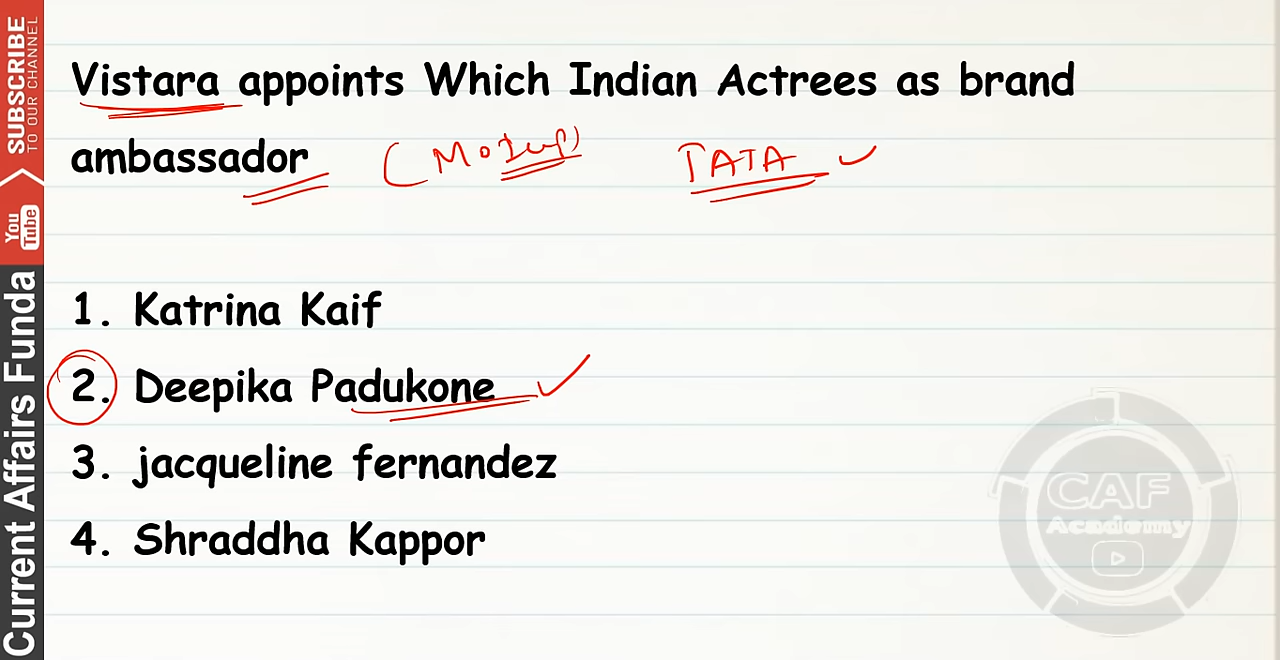 SUBSCRIBE
TO OUR CHANNEL
You
Tube
Current Affairs Funda
Vistara appoints Which Indian Actrees as brand
ambassador
TATA
1. Katrina Kaif
2. Deepika Padukone
3. jacqueline fernandez
4. Shraddha Kappor
CAF
Academy